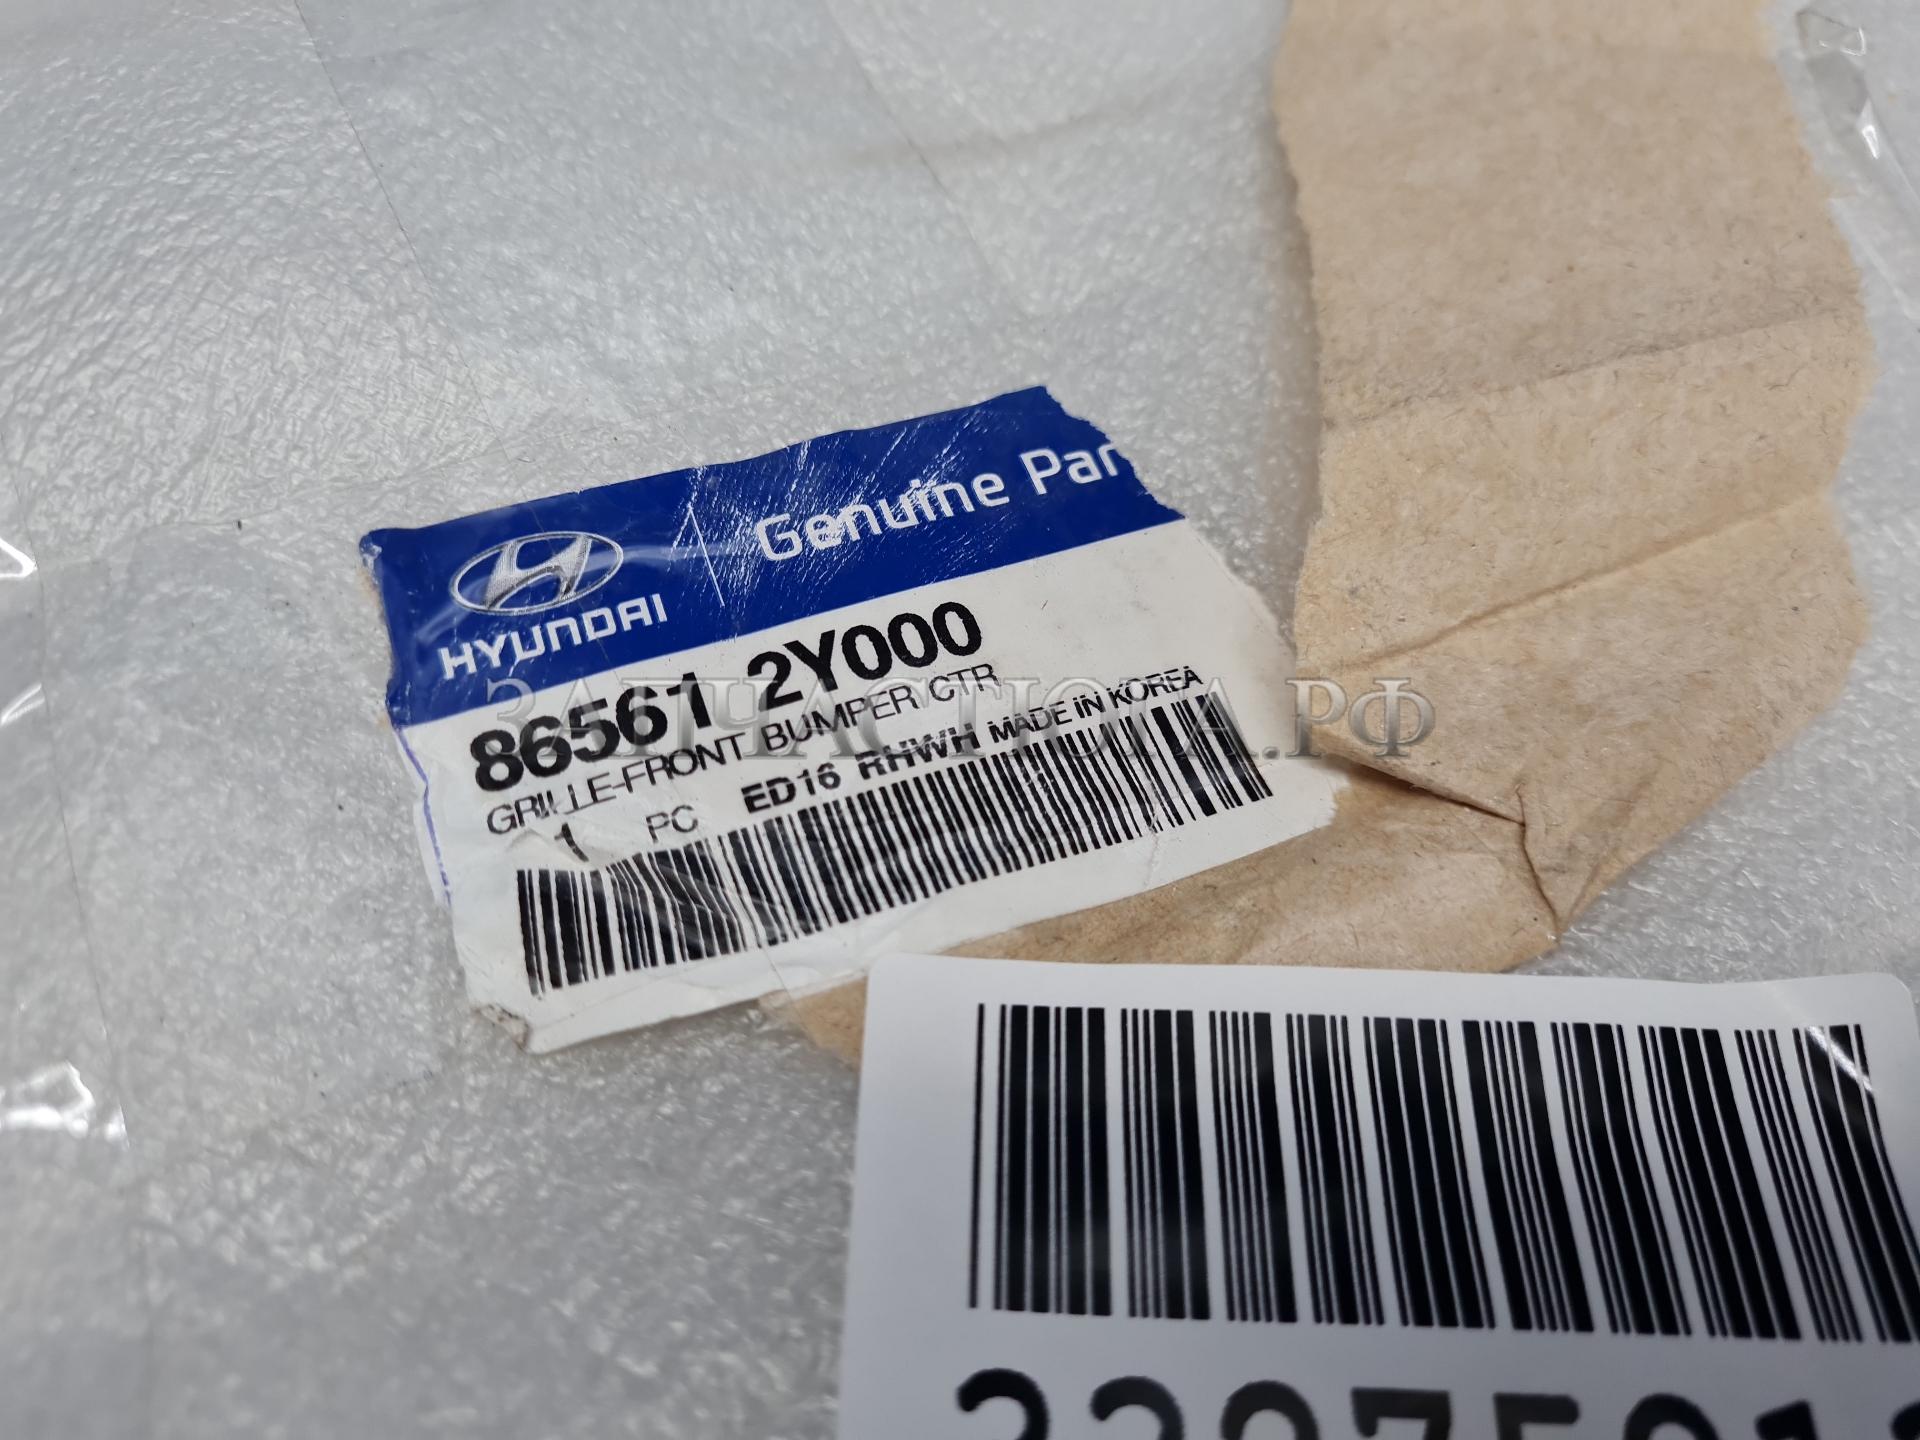 HYUNDAI
Genuine Par
86561 2Y000
GRILLE-FRONT BUMPER CTR
1 PC ED16 RHWH MADE IN KOREA
ЗАПЧАСТЮГА.РФ